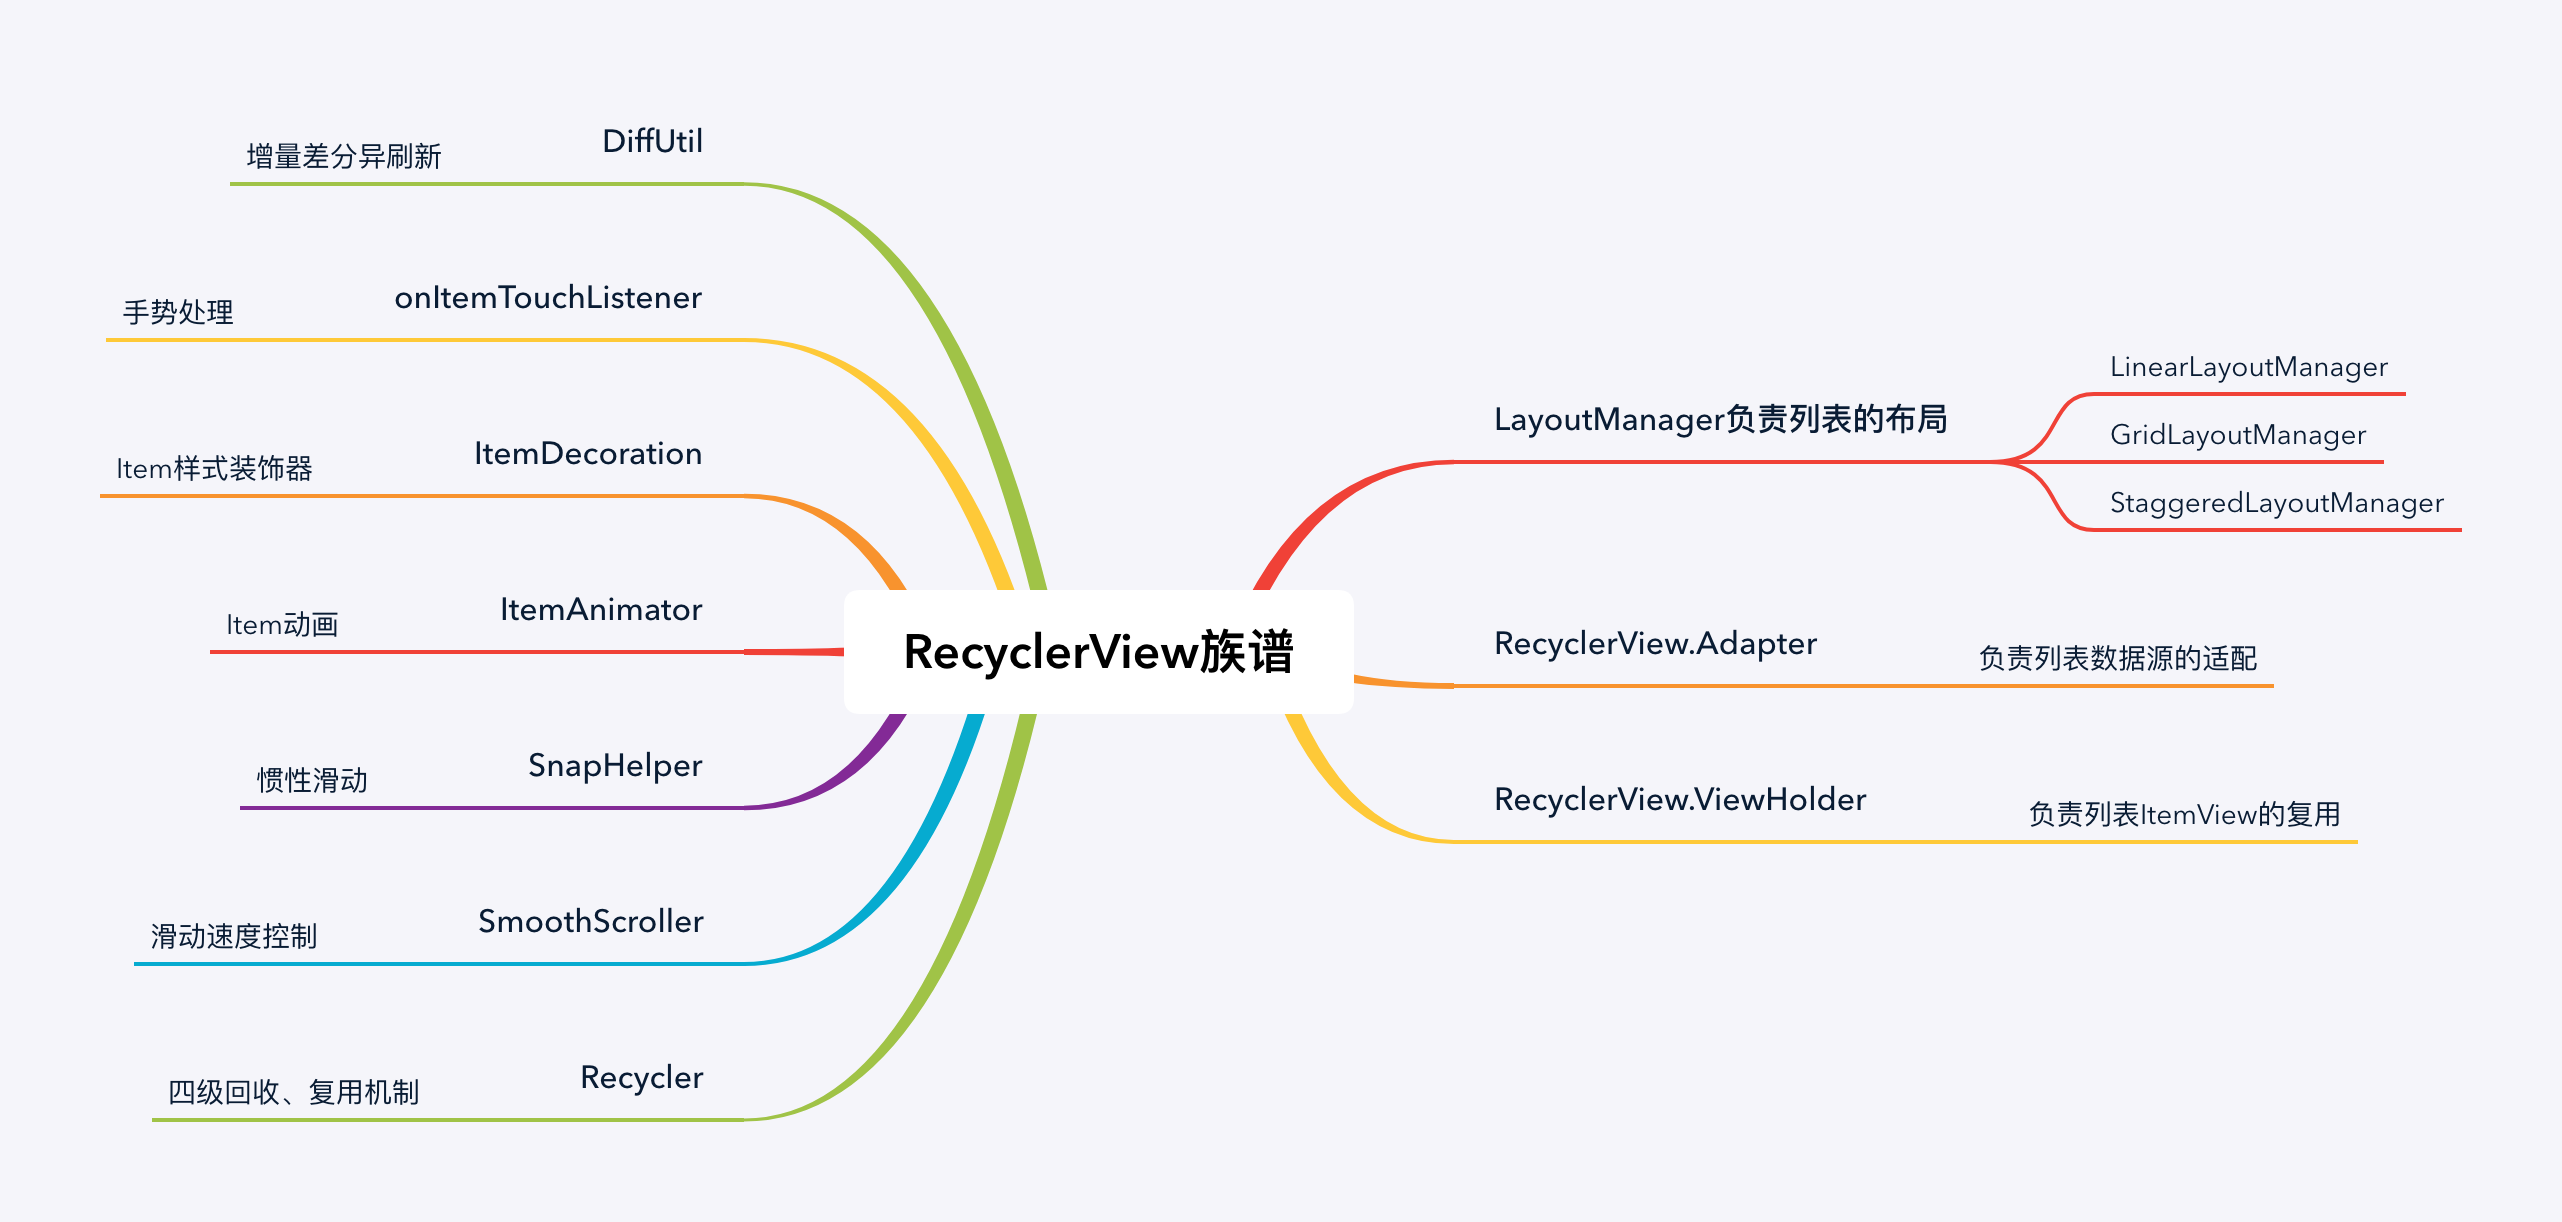 RecyclerView族谱
DiffUtil
增量差分异刷新
onItemTouchListener
手势处理
ItemDecoration
Item样式装饰器
ItemAnimator
Item动画
SnapHelper
惯性滑动
SmoothScroller
滑动速度控制
Recycler
四级回收、复用机制
LayoutManager负责列表的布局
LinearLayoutManager
GridLayoutManager
StaggeredLayoutManager
RecyclerView.Adapter
负责列表数据源的适配
RecyclerView.ViewHolder
负责列表ItemView的复用